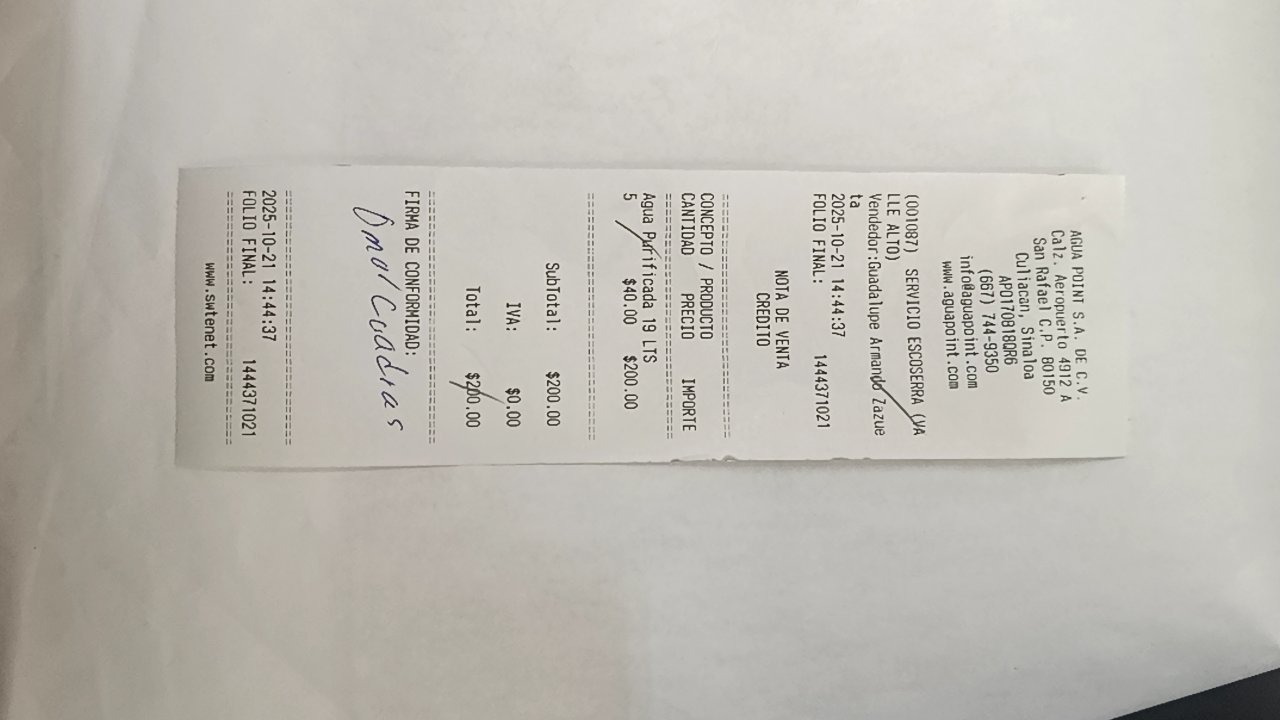 AGUA POINT S.A. DE C.V.
Calz. Aeropuerto 4912 A
San Rafael C.P. 80150
Culiacan, Sinaloa
APO170818QR6
(667) 744-9350
info@aguapoint.com
www.aguapoint.com
(001087) SERVICIO ESCOSERRA (VA
LLE ALTO)
Vendedor:Guadalupe Armando Zazue
ta
2025-10-21 14:44:37
FOLIO FINAL: 1444371021
NOTA DE VENTA
CREDITO
CONCEPTO / PRODUCTO
CANTIDAD PRECIO IMPORTE
Agua Purificada 19 LTS
5 $40.00 $200.00
SubTotal: $200.00
IVA: $0.00
Total: $200.00
FIRMA DE CONFORMIDAD:
Omar Cuadras
2025-10-21 14:44:37
FOLIO FINAL: 1444371021
www.swtenet.com